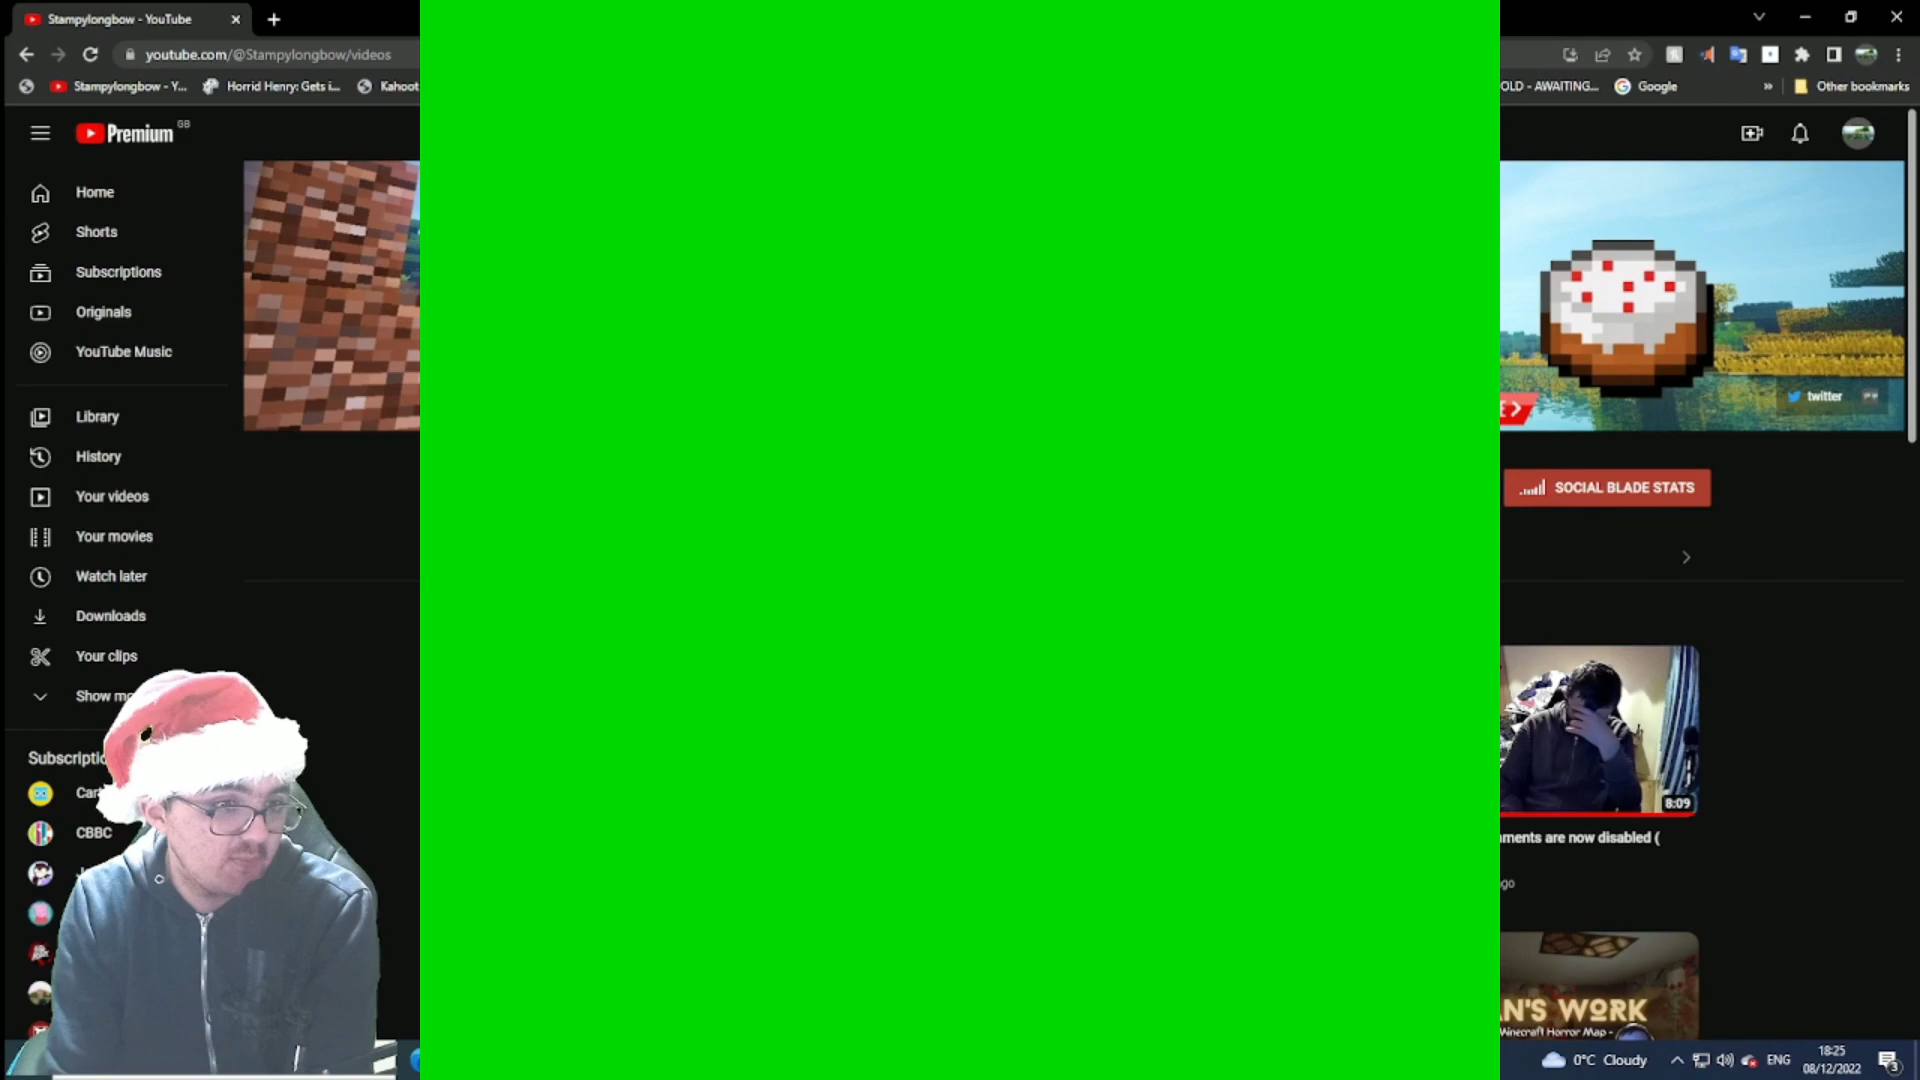 Stampylongbow - YouTube
youtube.com/@Stampylongbow/videos
Stampylongbow - Y...
Horrid Henry: Gets i...
Kahoot
OLD - AWAITING...
Google
Other bookmarks
Premium GB
Home
Shorts
Subscriptions
Originals
YouTube Music
twitter
Library
History
SOCIAL BLADE STATS
Your videos
Your movies
Watch later
Downloads
Your clips
Show mo
Subscriptio
Cart
CBBC
8:09
ments are now disabled (
go
N'S WORK
Minecraft Horror Map -
0°C Cloudy
ENG
18:25
08/12/2022
3